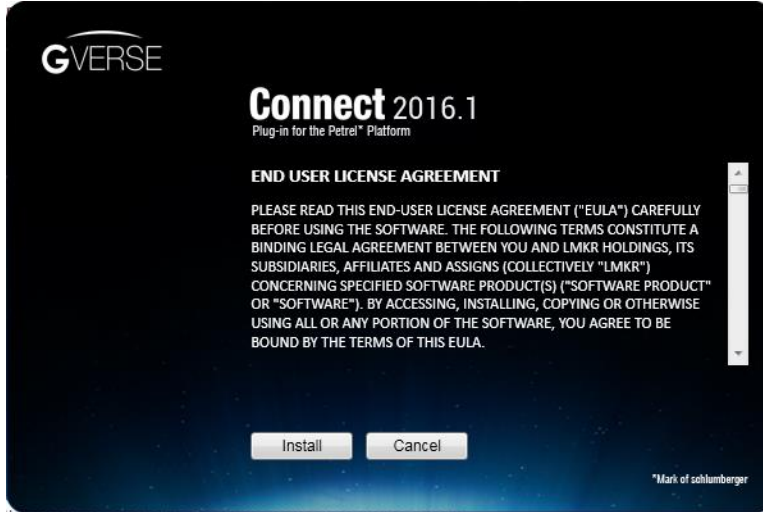 GVERSE
Connect 2016.1
Plug-in for the Petrel* Platform
END USER LICENSE AGREEMENT
PLEASE READ THIS END-USER LICENSE AGREEMENT ("EULA") CAREFULLY
BEFORE USING THE SOFTWARE. THE FOLLOWING TERMS CONSTITUTE A
BINDING LEGAL AGREEMENT BETWEEN YOU AND LMKR HOLDINGS, ITS
SUBSIDIARIES, AFFILIATES AND ASSIGNS (COLLECTIVELY "LMKR")
CONCERNING SPECIFIED SOFTWARE PRODUCT(S) ("SOFTWARE PRODUCT"
OR "SOFTWARE"). BY ACCESSING, INSTALLING, COPYING OR OTHERWISE
USING ALL OR ANY PORTION OF THE SOFTWARE, YOU AGREE TO BE
BOUND BY THE TERMS OF THIS EULA.
Install Cancel
*Mark of schlumberger